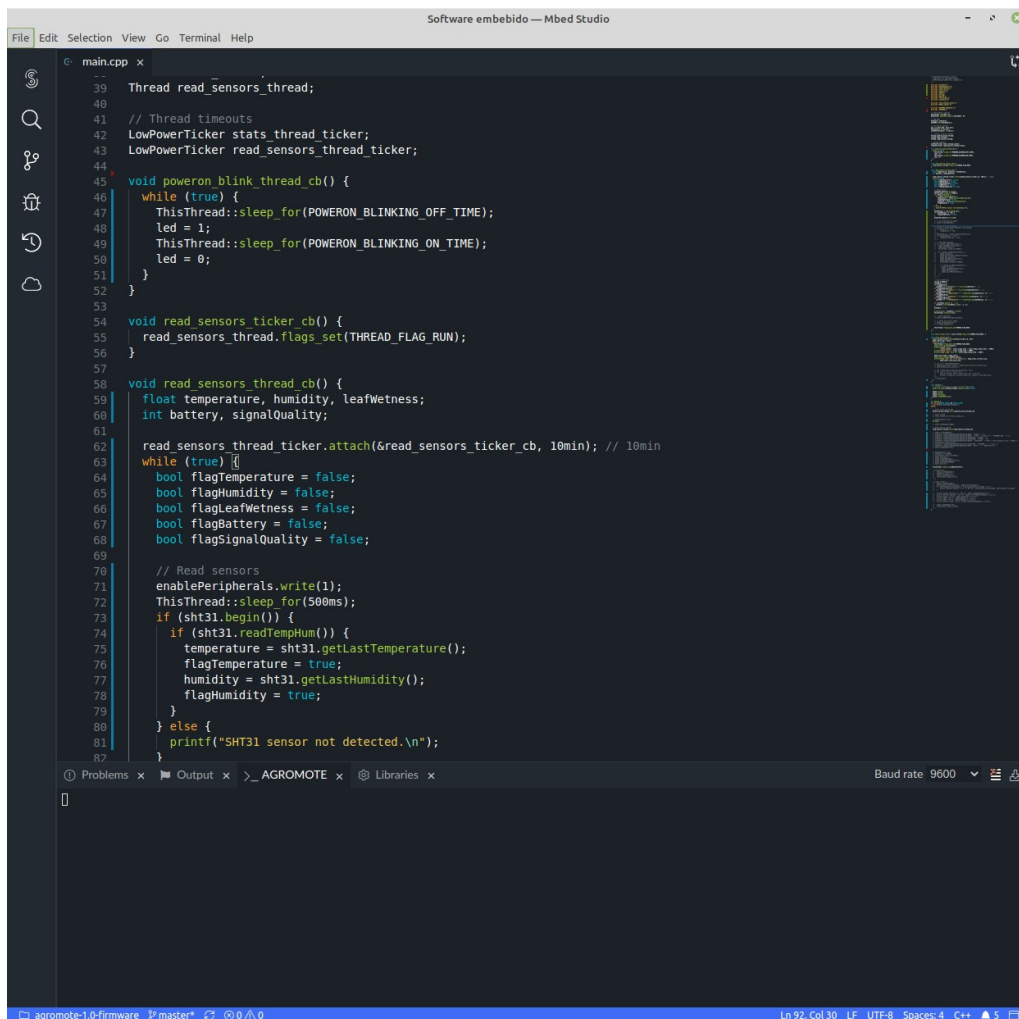 Software embebido — Mbed Studio
File Edit Selection View Go Terminal Help
main.cpp ×
39 Thread read_sensors_thread;
40
41 // Thread timeouts
42 LowPowerTicker stats_thread_ticker;
43 LowPowerTicker read_sensors_thread_ticker;
44
45 void poweron_blink_thread_cb() {
46 while (true) {
47 ThisThread::sleep_for(POWERON_BLINKING_OFF_TIME);
48 led = 1;
49 ThisThread::sleep_for(POWERON_BLINKING_ON_TIME);
50 led = 0;
51 }
52 }
53
54 void read_sensors_ticker_cb() {
55 read_sensors_thread.flags_set(THREAD_FLAG_RUN);
56 }
57
58 void read_sensors_thread_cb() {
59 float temperature, humidity, leafWetness;
60 int battery, signalQuality;
61
62 read_sensors_thread_ticker.attach(&read_sensors_ticker_cb, 10min); // 10min
63 while (true) {
64 bool flagTemperature = false;
65 bool flagHumidity = false;
66 bool flagLeafWetness = false;
67 bool flagBattery = false;
68 bool flagSignalQuality = false;
69
70 // Read sensors
71 enablePeripherals.write(1);
72 ThisThread::sleep_for(500ms);
73 if (sht31.begin()) {
74 if (sht31.readTempHum()) {
75 temperature = sht31.getLastTemperature();
76 flagTemperature = true;
77 humidity = sht31.getLastHumidity();
78 flagHumidity = true;
79 }
80 } else {
81 printf("SHT31 sensor not detected.\n");
82 }
Problems × Output × >_ AGROMOTE × Libraries × Baud rate 9600
agromote-1.0-firmware master* 0 0 Ln 92, Col 30 LF UTF-8 Spaces: 4 C++ 5